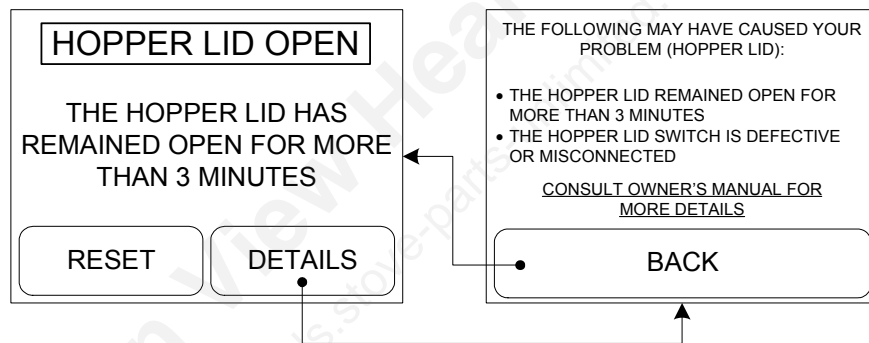 HOPPER LID OPEN
THE HOPPER LID HAS
REMAINED OPEN FOR MORE
THAN 3 MINUTES
RESET
DETAILS
THE FOLLOWING MAY HAVE CAUSED YOUR
PROBLEM (HOPPER LID):
• THE HOPPER LID REMAINED OPEN FOR
MORE THAN 3 MINUTES
• THE HOPPER LID SWITCH IS DEFECTIVE
OR MISCONNECTED
CONSULT OWNER'S MANUAL FOR
MORE DETAILS
BACK